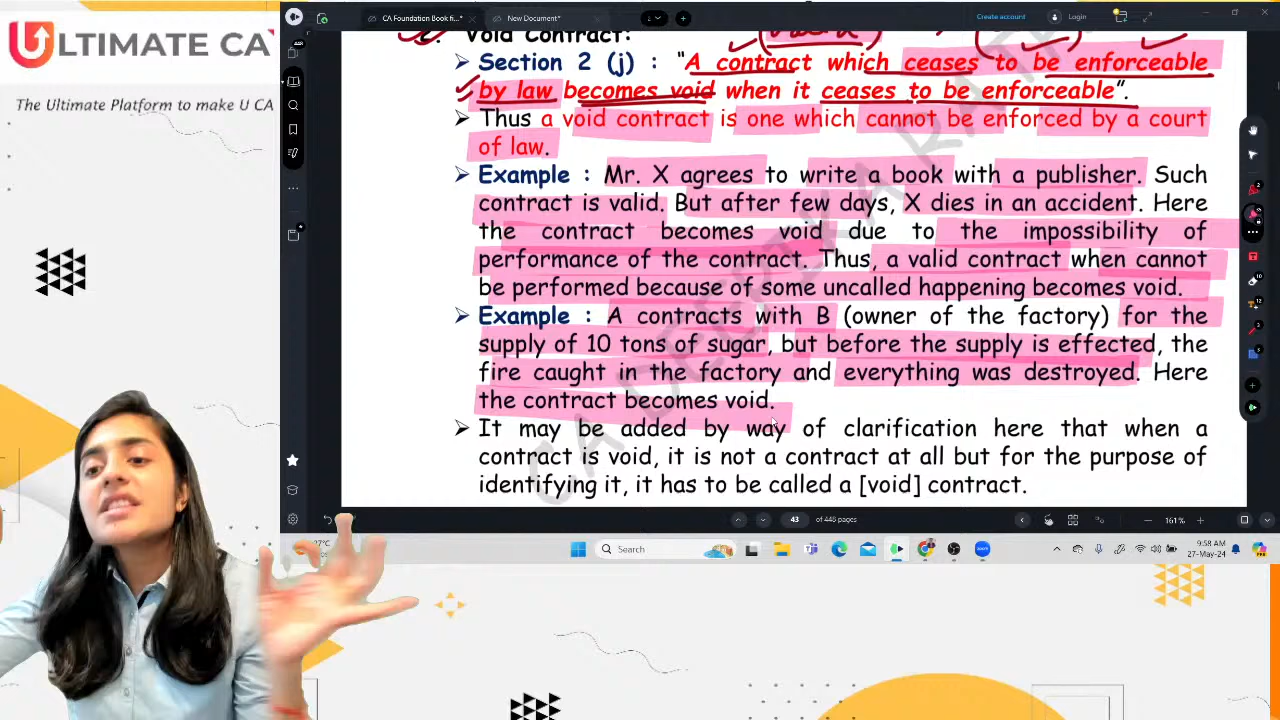 ULTIMATE CA
The Ultimate Platform to make U CA
CA Foundation Book fi...*
New Document*
Create account
Login
Void Contract:
➢ Section 2 (j) : "A contract which ceases to be enforceable
by law becomes void when it ceases to be enforceable".
➢ Thus a void contract is one which cannot be enforced by a court
of law.
➢ Example : Mr. X agrees to write a book with a publisher. Such
contract is valid. But after few days, X dies in an accident. Here
the contract becomes void due to the impossibility of
performance of the contract. Thus, a valid contract when cannot
be performed because of some uncalled happening becomes void.
➢ Example : A contracts with B (owner of the factory) for the
supply of 10 tons of sugar, but before the supply is effected, the
fire caught in the factory and everything was destroyed. Here
the contract becomes void.
➢ It may be added by way of clarification here that when a
contract is void, it is not a contract at all but for the purpose of
identifying it, it has to be called a [void] contract.
43 of 448 pages
161%
Search
9:58 AM
27-May-24